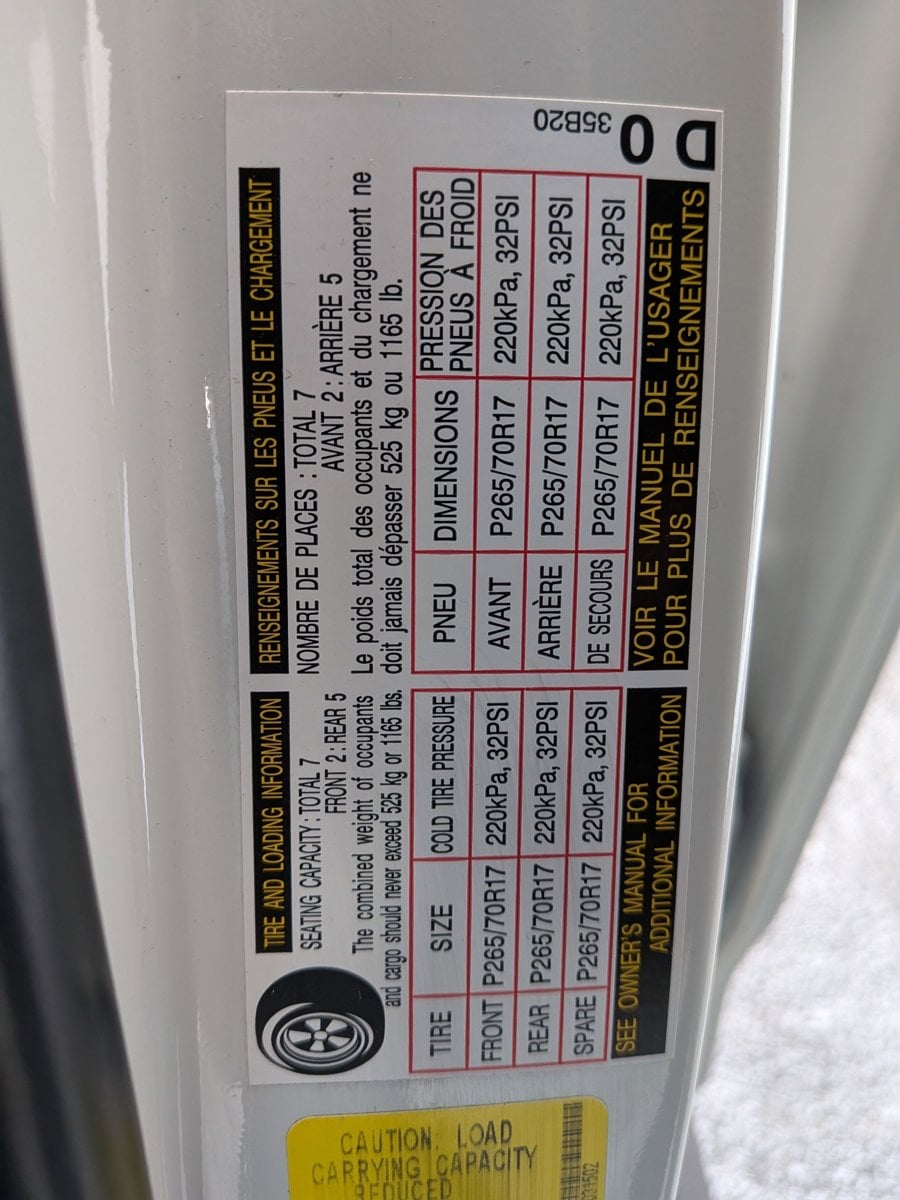 TIRE AND LOADING INFORMATION
SEATING CAPACITY : TOTAL 7
FRONT 2 : REAR 5
The combined weight of occupants
and cargo should never exceed 525 kg or 1165 lbs.
TIRE SIZE COLD TIRE PRESSURE
FRONT P265/70R17 220kPa, 32PSI
REAR P265/70R17 220kPa, 32PSI
SPARE P265/70R17 220kPa, 32PSI
SEE OWNER'S MANUAL FOR
ADDITIONAL INFORMATION
RENSEIGNEMENTS SUR LES PNEUS ET LE CHARGEMENT
NOMBRE DE PLACES : TOTAL 7
AVANT 2 : ARRIÈRE 5
Le poids total des occupants et du chargement ne
doit jamais dépasser 525 kg ou 1165 lb.
PNEU DIMENSIONS PRESSION DES
PNEUS À FROID
AVANT P265/70R17 220kPa, 32PSI
ARRIÈRE P265/70R17 220kPa, 32PSI
DE SECOURS P265/70R17 220kPa, 32PSI
VOIR LE MANUEL DE L'USAGER
POUR PLUS DE RENSEIGNEMENTS
35B20
D 0
CAUTION: LOAD
CARRYING CAPACITY
REDUCED